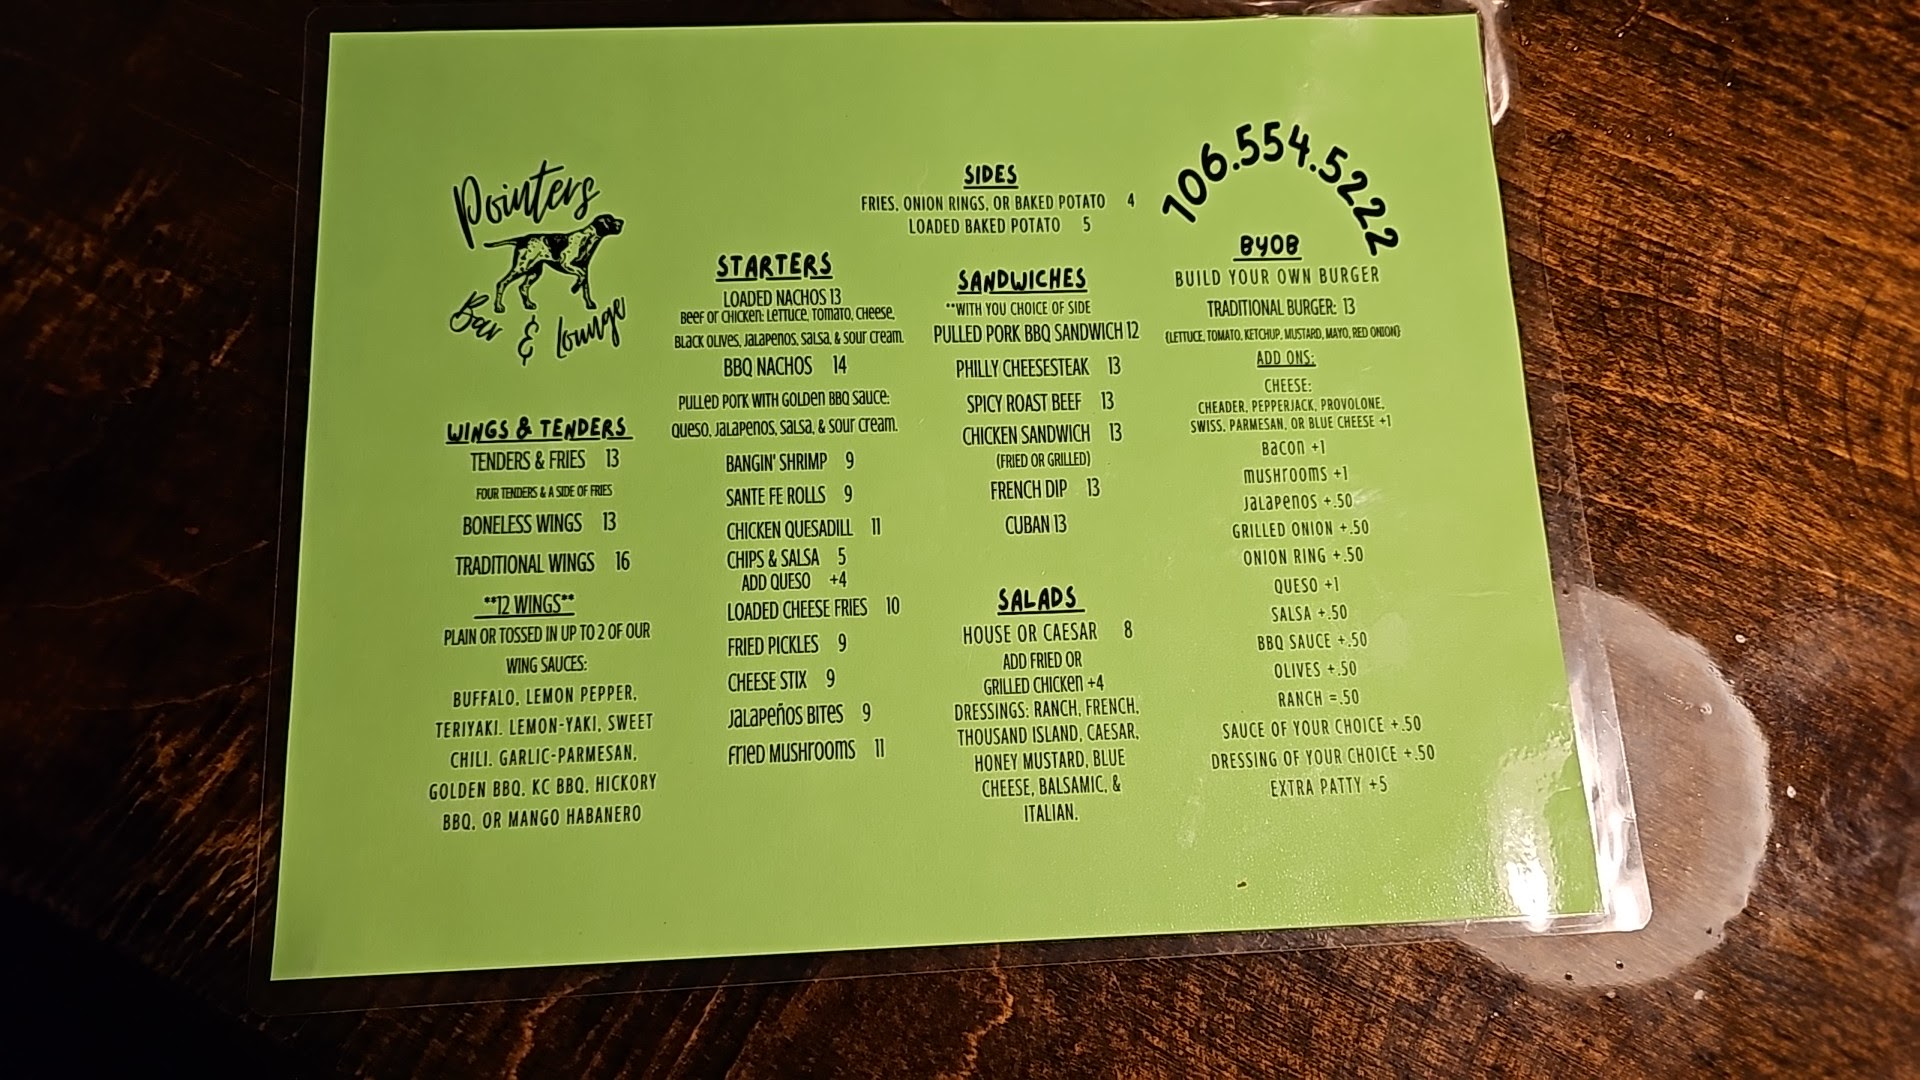 Pointers
Bar & Lounge
WINGS & TENDERS
TENDERS & FRIES 13
FOUR TENDERS & A SIDE OF FRIES
BONELESS WINGS 13
TRADITIONAL WINGS 16
**12 WINGS**
PLAIN OR TOSSED IN UP TO 2 OF OUR
WING SAUCES:
BUFFALO, LEMON PEPPER,
TERIYAKI. LEMON-YAKI, SWEET
CHILI. GARLIC-PARMESAN,
GOLDEN BBQ. KC BBQ, HICKORY
BBQ, OR MANGO HABANERO
SIDES
FRIES, ONION RINGS, OR BAKED POTATO 4
LOADED BAKED POTATO 5
STARTERS
LOADED NACHOS 13
Beef or Chicken: Lettuce, Tomato, Cheese,
Black Olives, Jalapenos, Salsa, & Sour Cream.
BBQ NACHOS 14
Pulled Pork with Golden BBQ Sauce:
Queso, Jalapenos, Salsa, & Sour Cream.
BANGIN' SHRIMP 9
SANTE FE ROLLS 9
CHICKEN QUESADILL 11
CHIPS & SALSA 5
ADD QUESO +4
LOADED CHEESE FRIES 10
FRIED PICKLES 9
CHEESE STIX 9
Jalapeños Bites 9
Fried Mushrooms 11
SANDWICHES
**WITH YOU CHOICE OF SIDE
PULLED PORK BBQ SANDWICH 12
PHILLY CHEESESTEAK 13
SPICY ROAST BEEF 13
CHICKEN SANDWICH 13
(FRIED OR GRILLED)
FRENCH DIP 13
CUBAN 13
SALADS
HOUSE OR CAESAR 8
ADD FRIED OR
GRILLED CHICKEN +4
DRESSINGS: RANCH, FRENCH,
THOUSAND ISLAND, CAESAR,
HONEY MUSTARD, BLUE
CHEESE, BALSAMIC, &
ITALIAN.
106.554.5222
BYOB
BUILD YOUR OWN BURGER
TRADITIONAL BURGER: 13
(LETTUCE, TOMATO, KETCHUP, MUSTARD, MAYO, RED ONION)
ADD ONS:
CHEESE:
CHEADER, PEPPERJACK, PROVOLONE,
SWISS, PARMESAN, OR BLUE CHEESE +1
Bacon +1
mushrooms +1
Jalapenos +.50
GRILLED ONION +.50
ONION RING +.50
QUESO +1
SALSA +.50
BBQ SAUCE +.50
OLIVES +.50
RANCH =.50
SAUCE OF YOUR CHOICE +.50
DRESSING OF YOUR CHOICE +.50
EXTRA PATTY +5